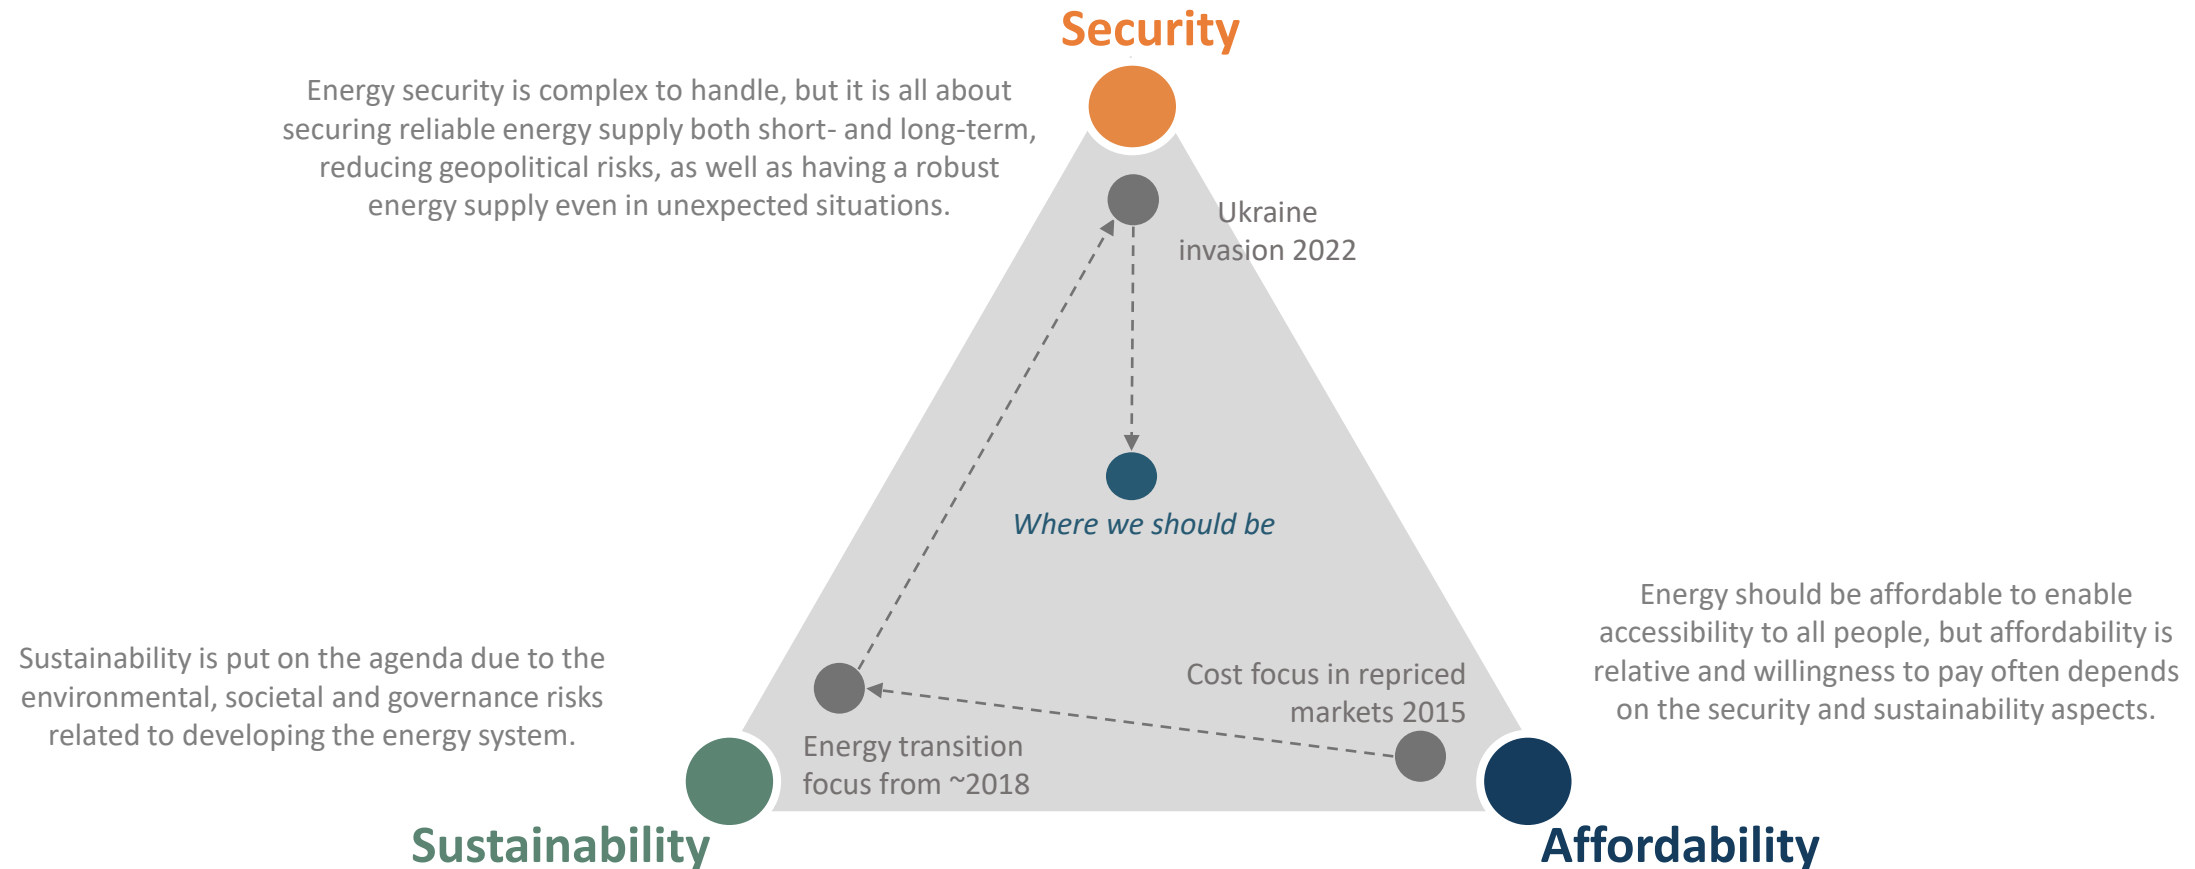 Security
Energy security is complex to handle, but it is all about
securing reliable energy supply both short- and long-term,
reducing geopolitical risks, as well as having a robust
energy supply even in unexpected situations.
Ukraine
invasion 2022
Where we should be
Energy should be affordable to enable
accessibility to all people, but affordability is
relative and willingness to pay often depends
on the security and sustainability aspects.
Sustainability is put on the agenda due to the
environmental, societal and governance risks
related to developing the energy system.
Cost focus in repriced
markets 2015
Energy transition
focus from ~2018
Sustainability
Affordability